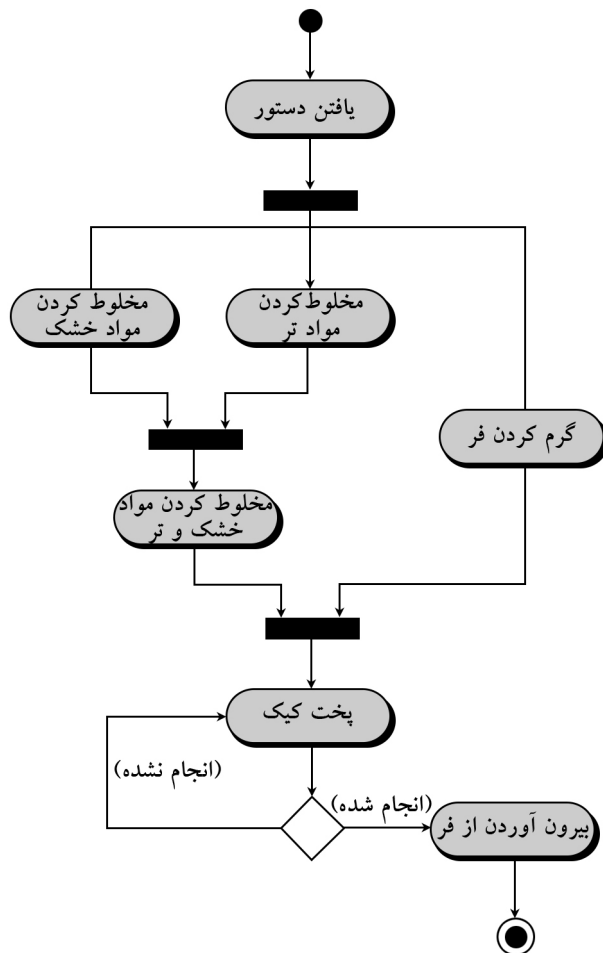 یافتن دستور
مخلوط‌کردن
مواد تر
مخلوط کردن
مواد خشک
گرم کردن فر
مخلوط کردن مواد
خشک و تر
پخت کیک
(انجام نشده)
(انجام شده)
بیرون آوردن از فر